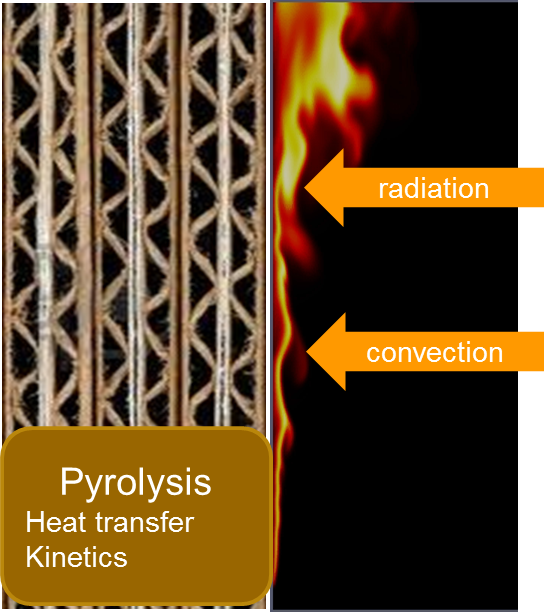 radiation
convection
Pyrolysis
Heat transfer
Kinetics